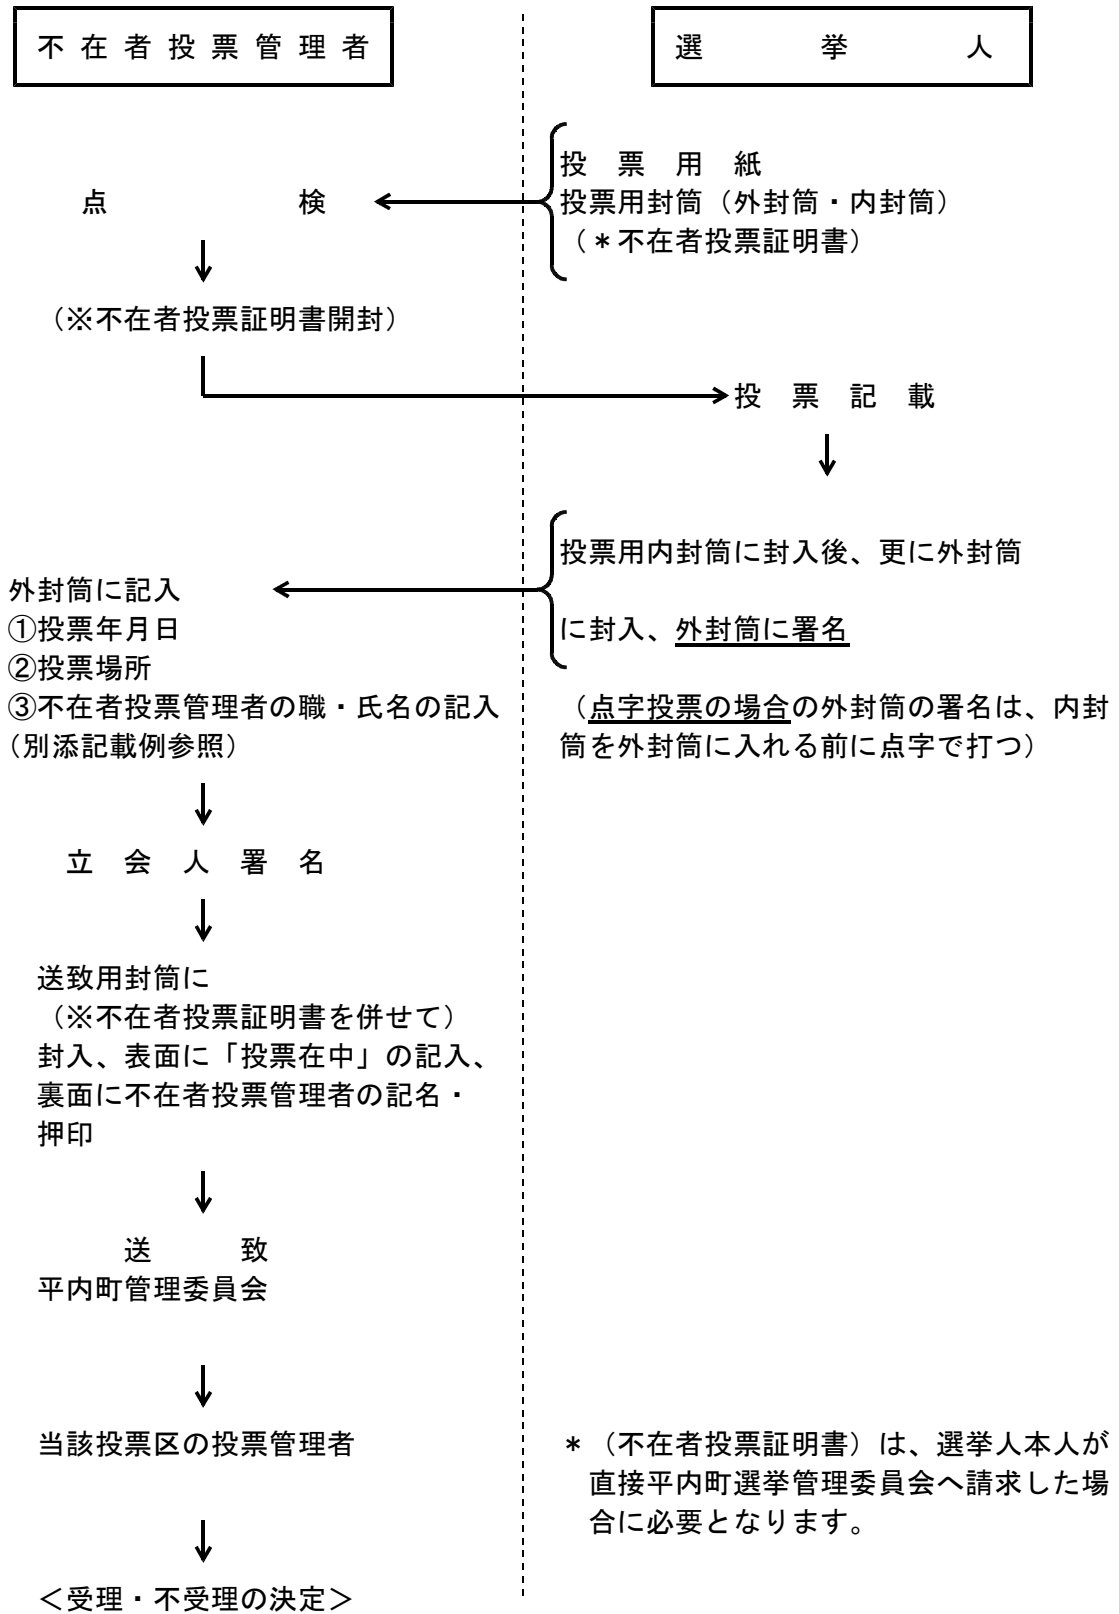 不在者投票管理者
選挙人
投票用紙
点検
投票用封筒（外封筒・内封筒）
（＊不在者投票証明書）
（※不在者投票証明書開封）
投票記載
投票用内封筒に封入後、更に外封筒
に封入、外封筒に署名
（点字投票の場合の外封筒の署名は、内封
筒を外封筒に入れる前に点字で打つ）
外封筒に記入
①投票年月日
②投票場所
③不在者投票管理者の職・氏名の記入
（別添記載例参照）
立会人署名
送致用封筒に
（※不在者投票証明書を併せて）
封入、表面に「投票在中」の記入、
裏面に不在者投票管理者の記名・
押印
送致
平内町管理委員会
当該投票区の投票管理者
＊（不在者投票証明書）は、選挙人本人が
直接平内町選挙管理委員会へ請求した場
合に必要となります。
＜受理・不受理の決定＞